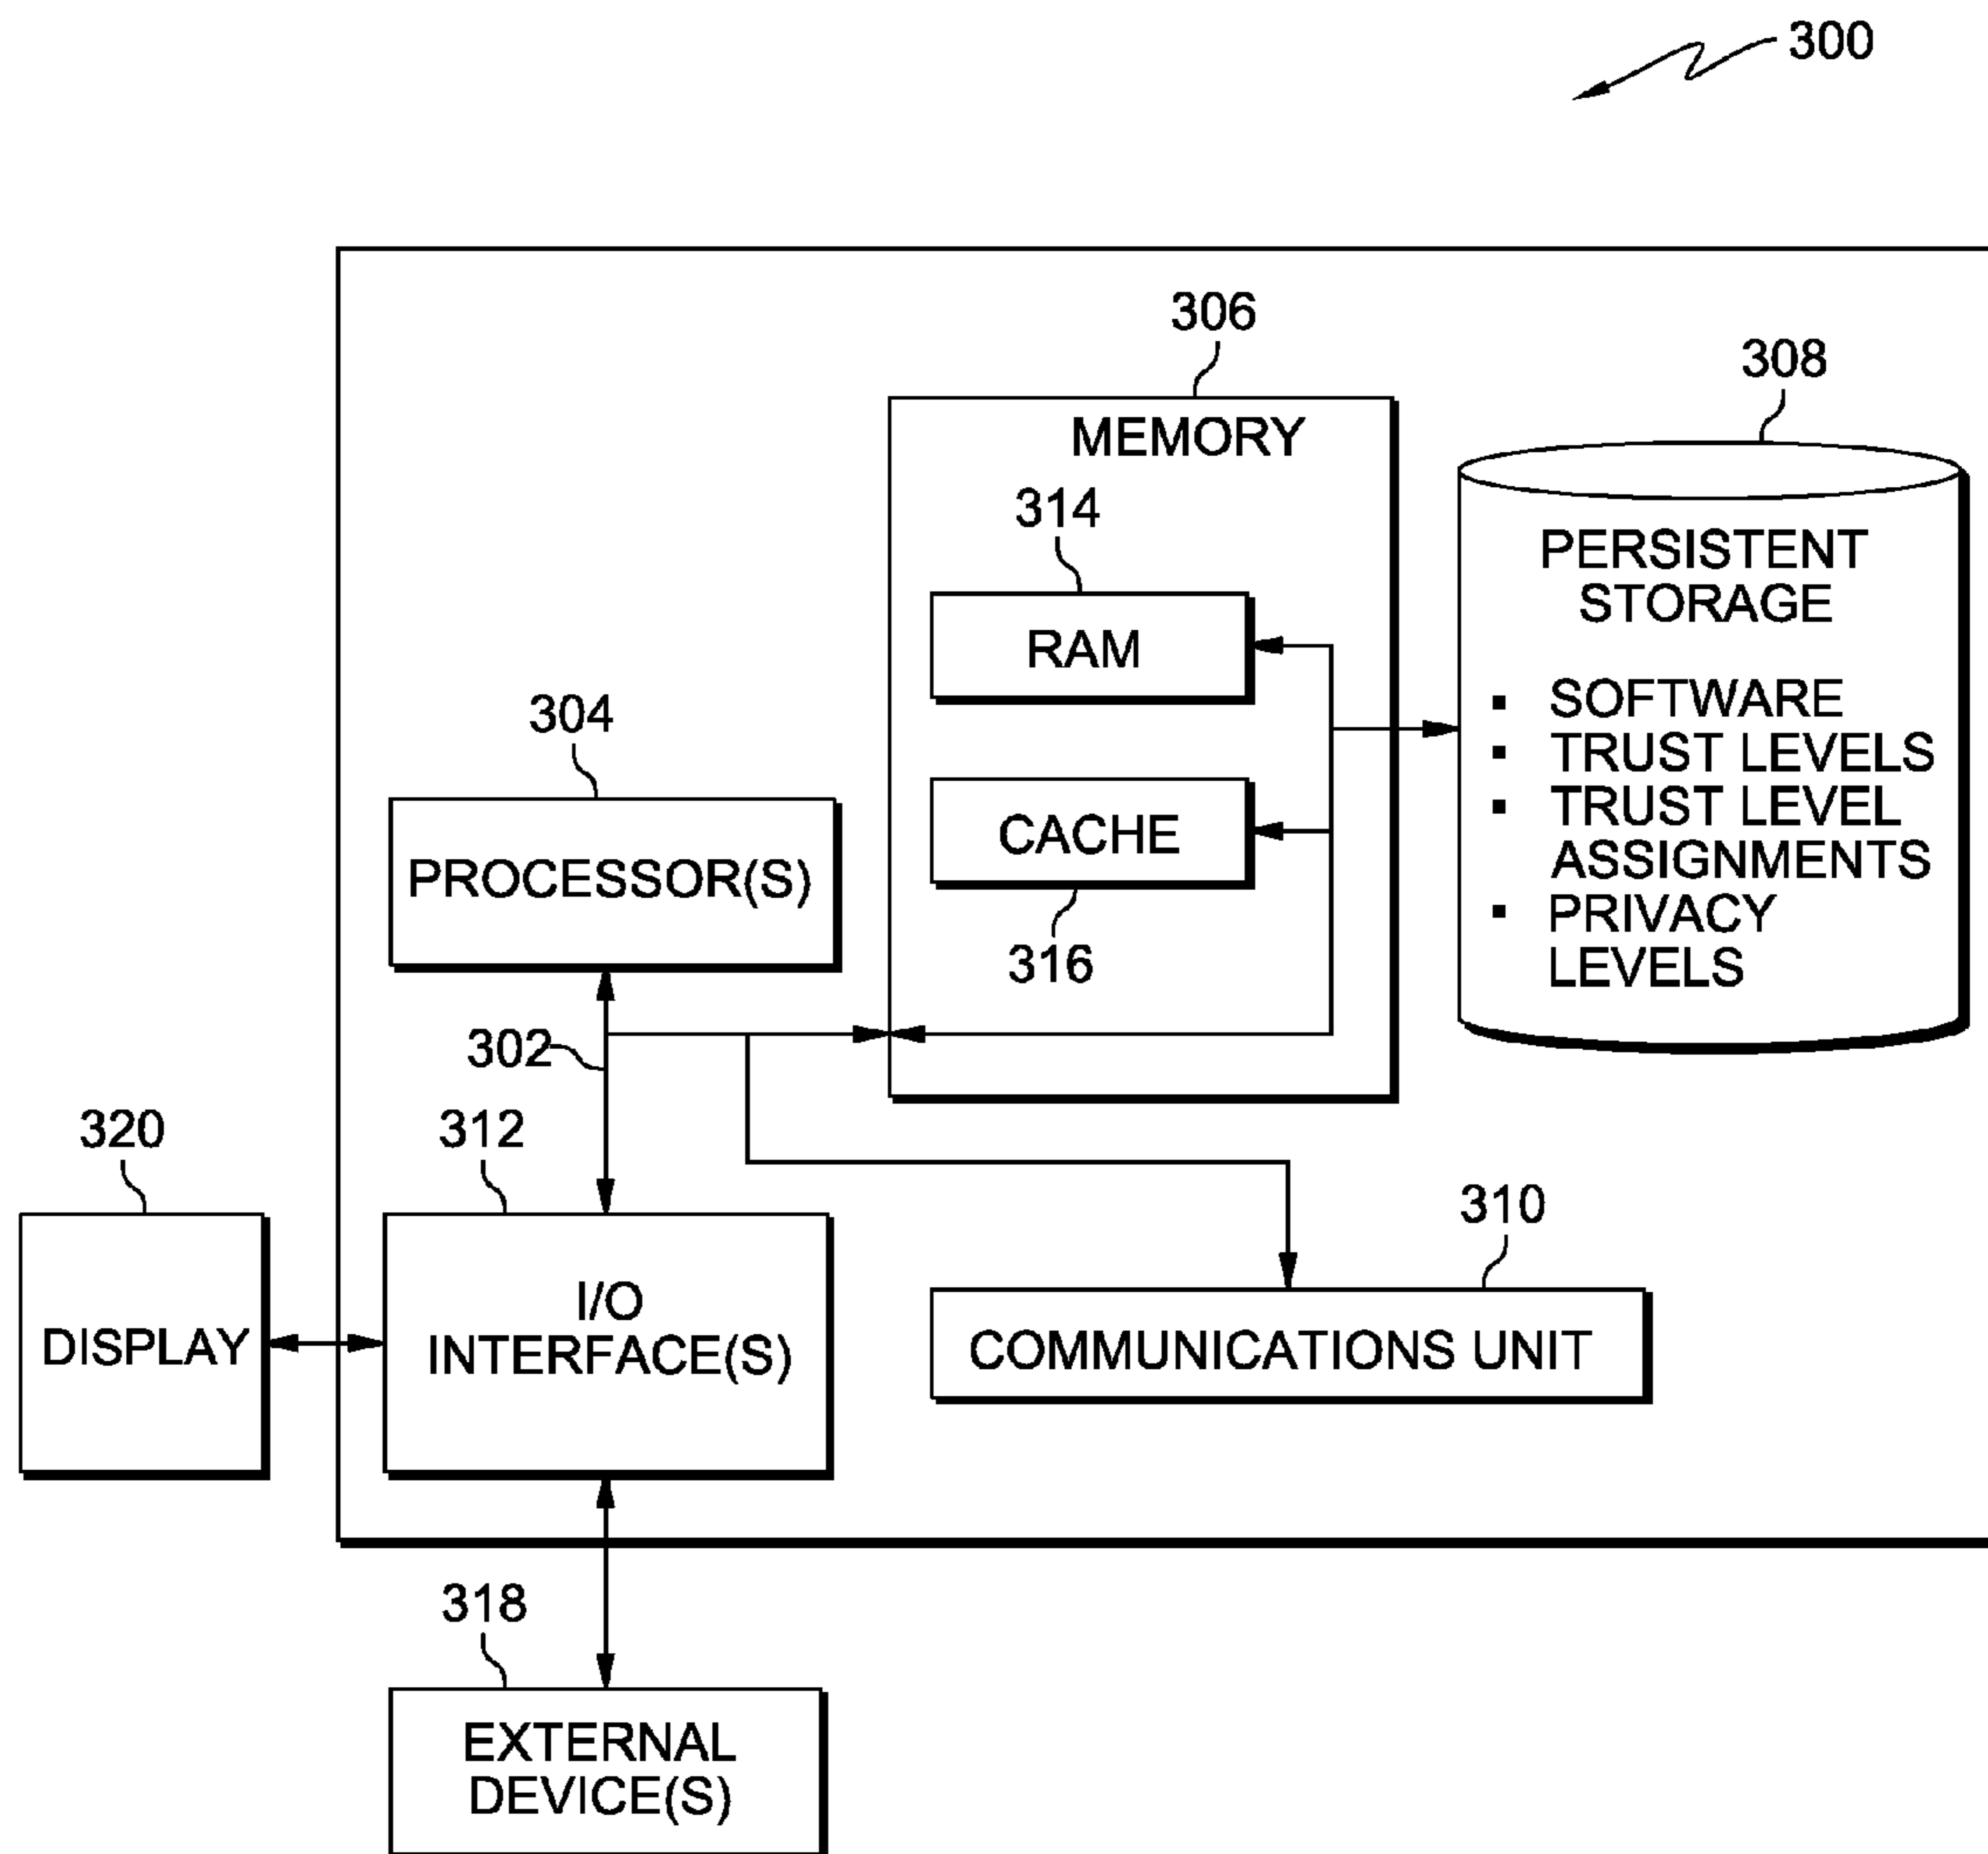 300
306
308
MEMORY
314
PERSISTENT
STORAGE
RAM
▪ SOFTWARE
▪ TRUST LEVELS
▪ TRUST LEVEL
ASSIGNMENTS
▪ PRIVACY
LEVELS
304
CACHE
PROCESSOR(S)
316
302
320
312
310
I/O
INTERFACE(S)
DISPLAY
COMMUNICATIONS UNIT
318
EXTERNAL
DEVICE(S)